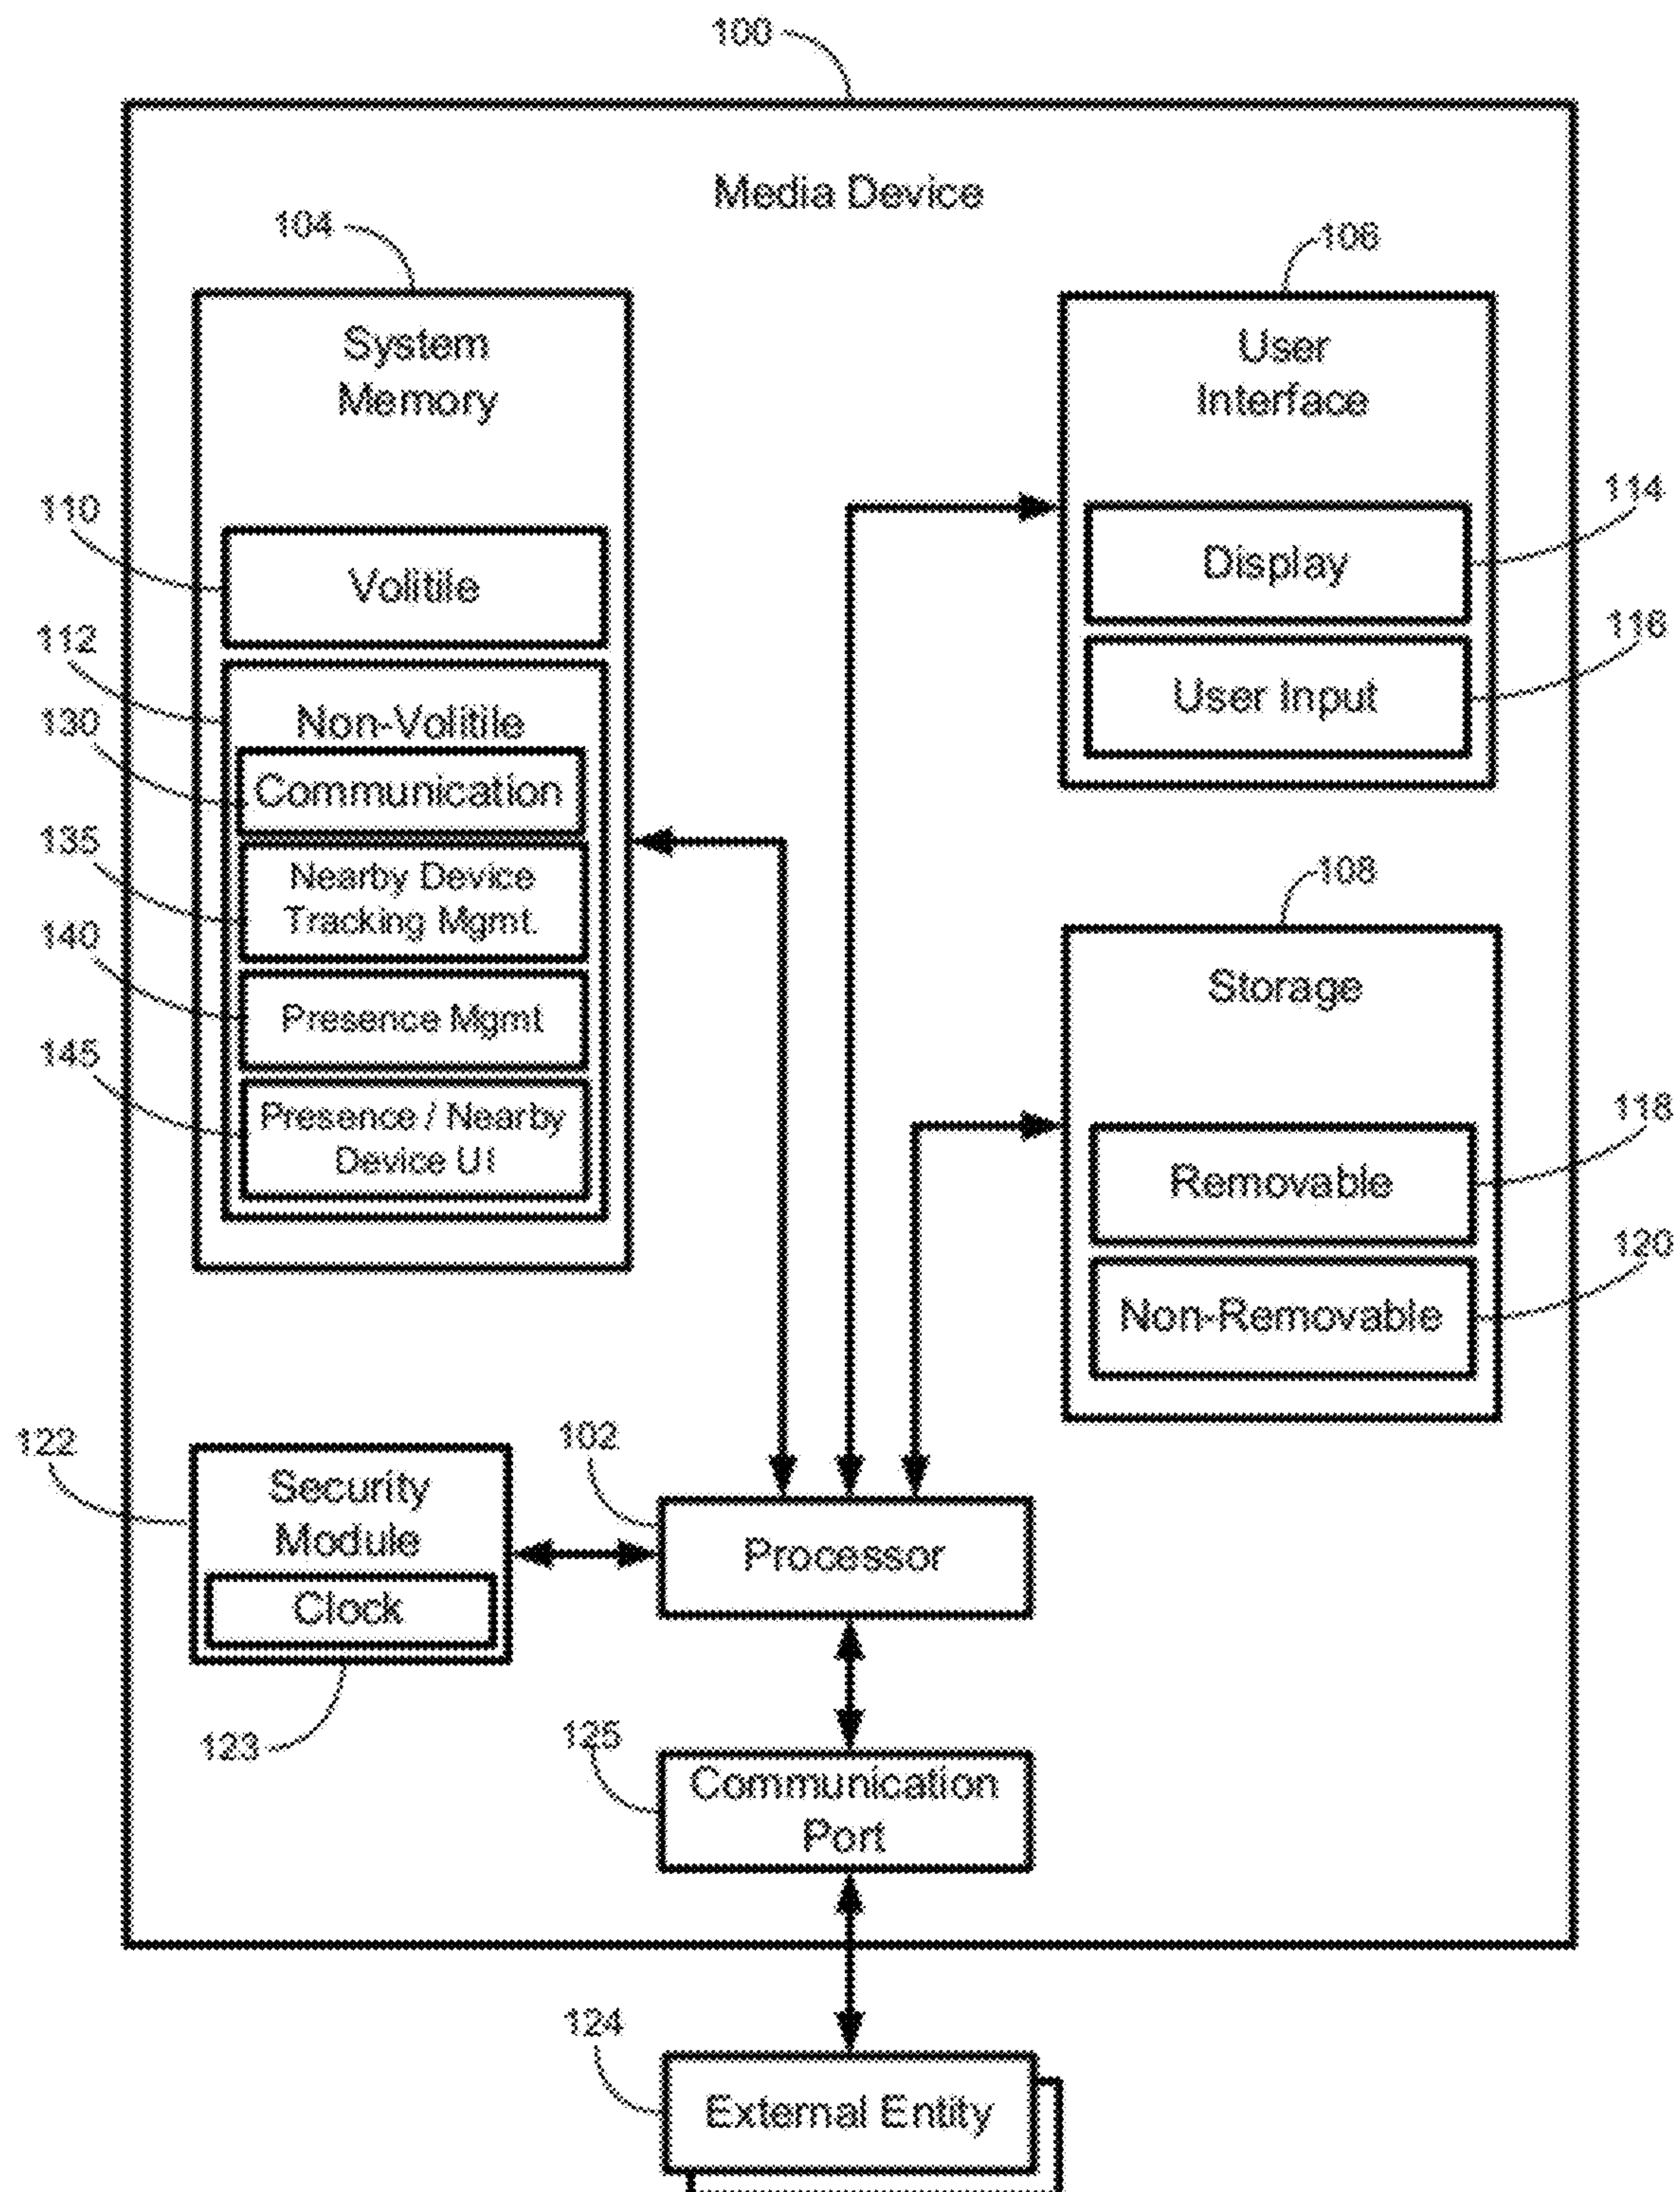 100
Media Device
104
System
Memory
110
Volitile
112
Non-Volitile
130
Communication
135
Nearby Device
Tracking Mgmt.
140
Presence Mgmt
145
Presence / Nearby
Device UI
106
User
Interface
114
Display
116
User Input
108
Storage
118
Removable
120
Non-Removable
122
Security
Module
Clock
123
102
Processor
125
Communication
Port
124
External Entity